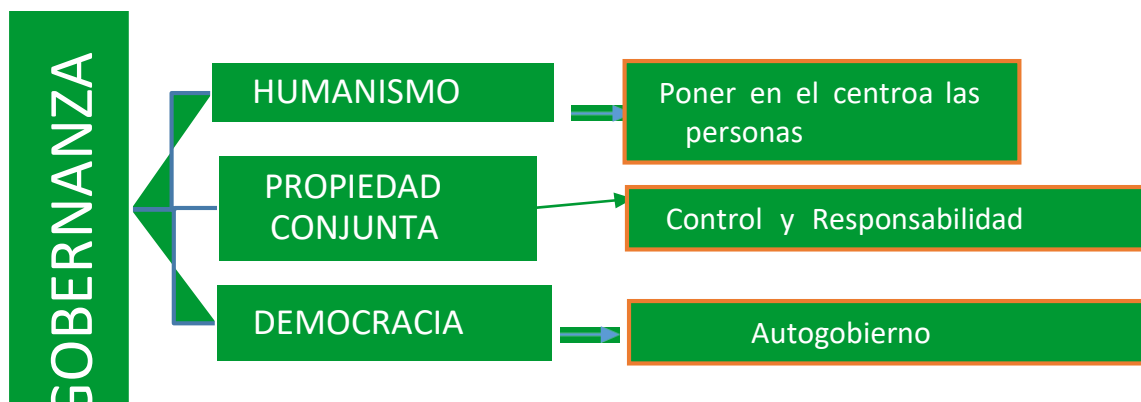 GOBERNANZA
HUMANISMO
Poner en el centroa las
personas
PROPIEDAD
CONJUNTA
Control y Responsabilidad
DEMOCRACIA
Autogobierno